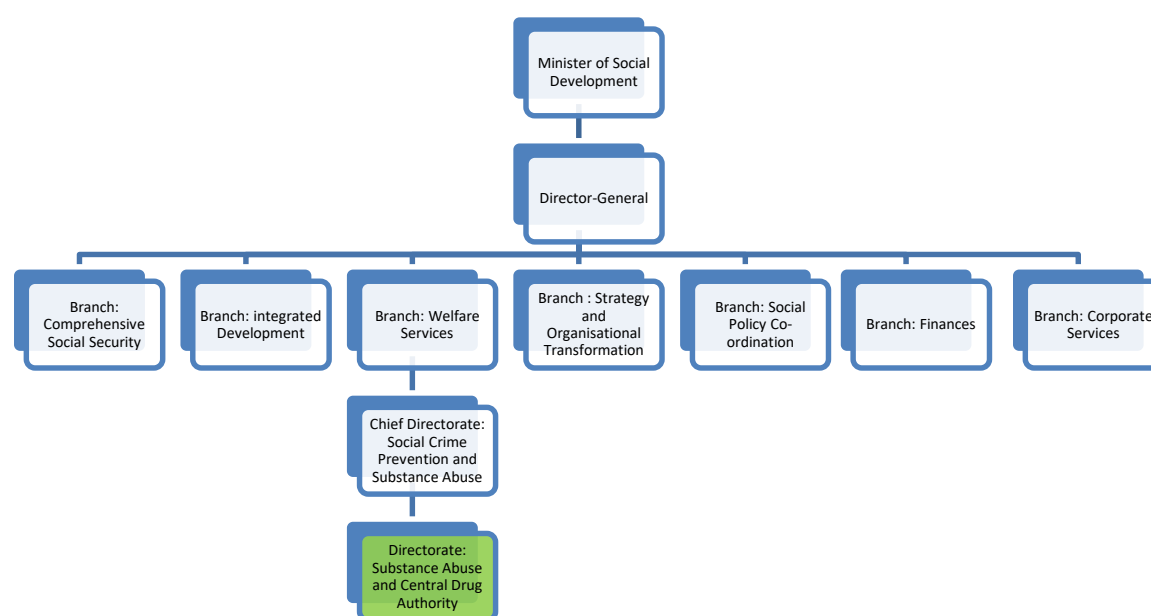 Minister of Social
Development
Director-General
Branch:
Comprehensive
Social Security
Branch: integrated
Development
Branch: Welfare
Services
Branch : Strategy
and
Organisational
Transformation
Branch: Social
Policy Co-
ordination
Branch: Finances
Branch: Corporate
Services
Chief Directorate:
Social Crime
Prevention and
Substance Abuse
Directorate:
Substance Abuse
and Central Drug
Authority